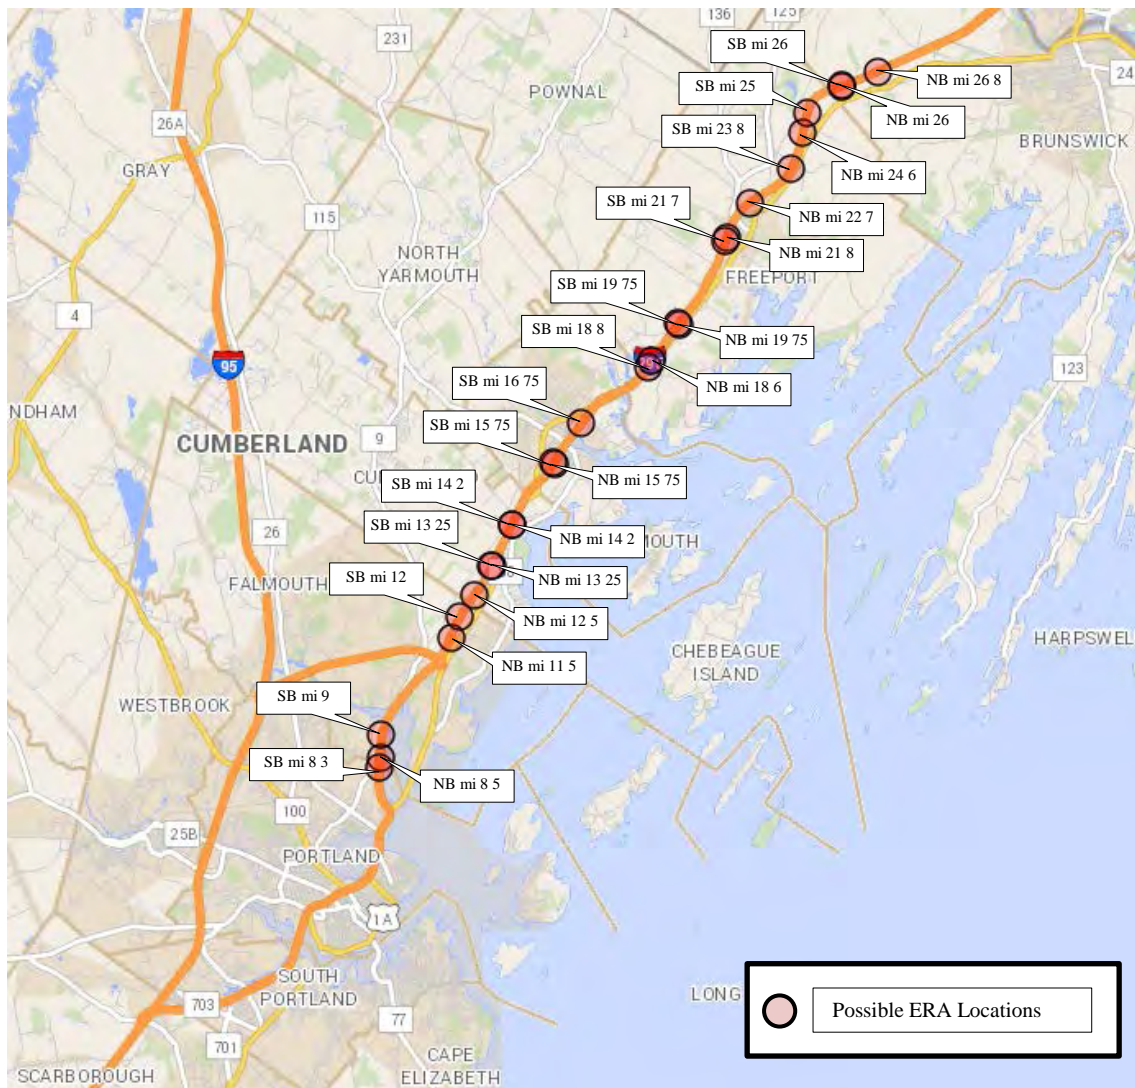 136
125
231
SB mi 26
24
POWNAL
NB mi 26 8
SB mi 25
NB mi 26
26A
BRUNSWICK
SB mi 23 8
GRAY
NB mi 24 6
SB mi 21 7
115
NB mi 22 7
NORTH
YARMOUTH
NB mi 21 8
FREEPORT
SB mi 19 75
4
SB mi 18 8
NB mi 19 75
95
123
SB mi 16 75
NB mi 18 6
NDHAM
SB mi 15 75
CUMBERLAND
9
CU
NB mi 15 75
SB mi 14 2
SB mi 13 25
26
NB mi 14 2
MOUTH
SB mi 12
FALMOUTH
NB mi 13 25
NB mi 12 5
HARPSWEL
CHEBEAGUE
ISLAND
NB mi 11 5
SB mi 9
WESTBROOK
SB mi 8 3
NB mi 8 5
100
25B
PORTLAND
1A
SOUTH
PORTLAND
703
LONG
77
Possible ERA Locations
701
CAPE
ELIZABETH
SCARBOROUGH